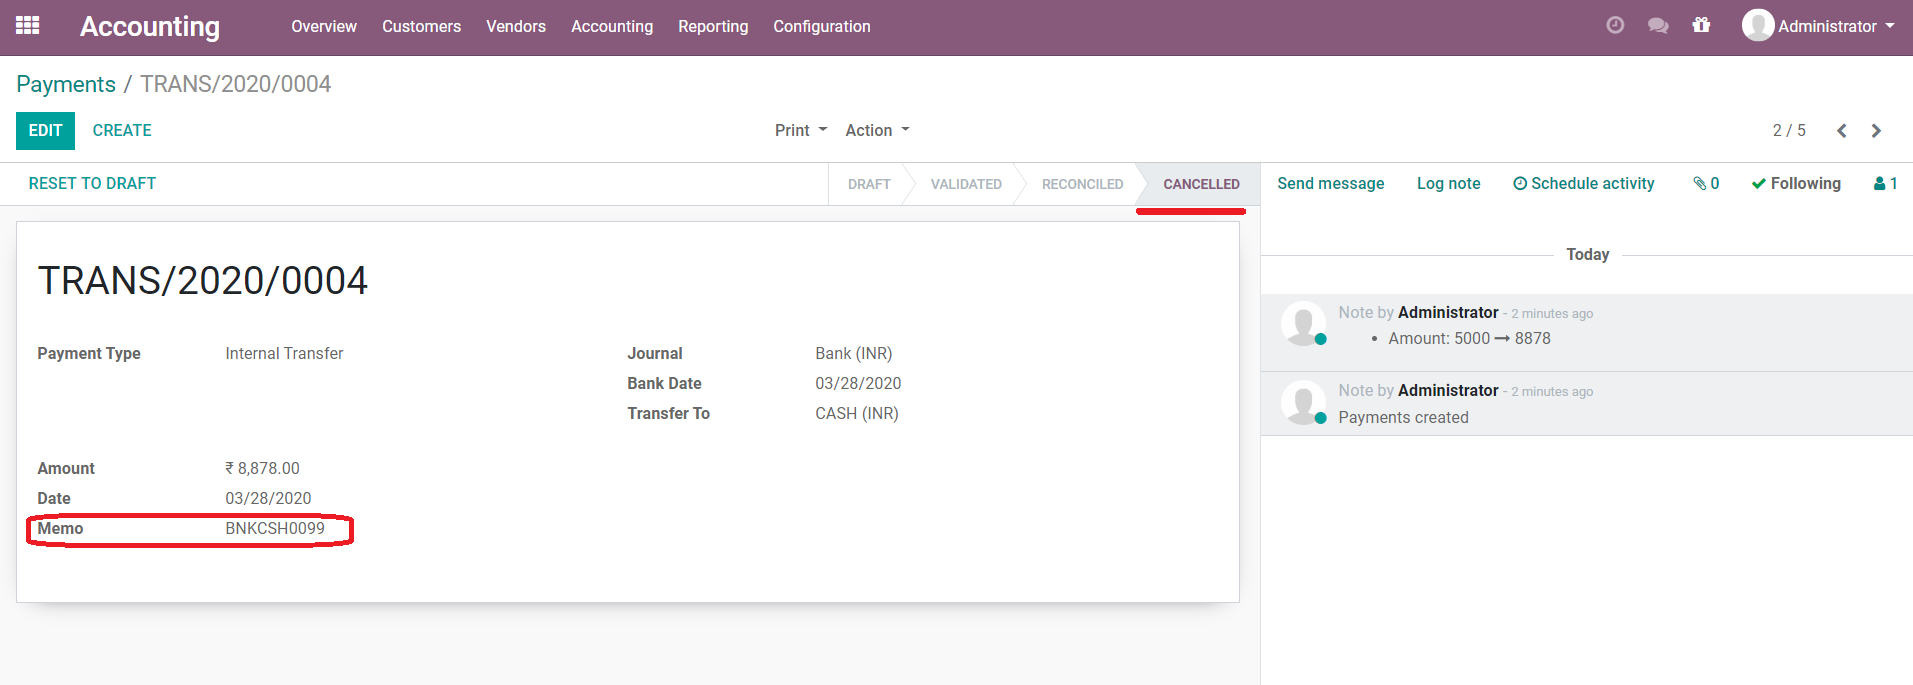 Accounting Overview Customers Vendors Accounting Reporting Configuration Administrator
Payments / TRANS/2020/0004
EDIT CREATE Print Action 2 / 5
RESET TO DRAFT DRAFT VALIDATED RECONCILED CANCELLED Send message Log note Schedule activity 0 Following 1
Today
TRANS/2020/0004
Note by Administrator - 2 minutes ago
• Amount: 5000 → 8878
Payment Type Internal Transfer Journal Bank (INR)
Bank Date 03/28/2020
Note by Administrator - 2 minutes ago
Transfer To CASH (INR)
Payments created
Amount ₹ 8,878.00
Date 03/28/2020
Memo BNKCSH0099